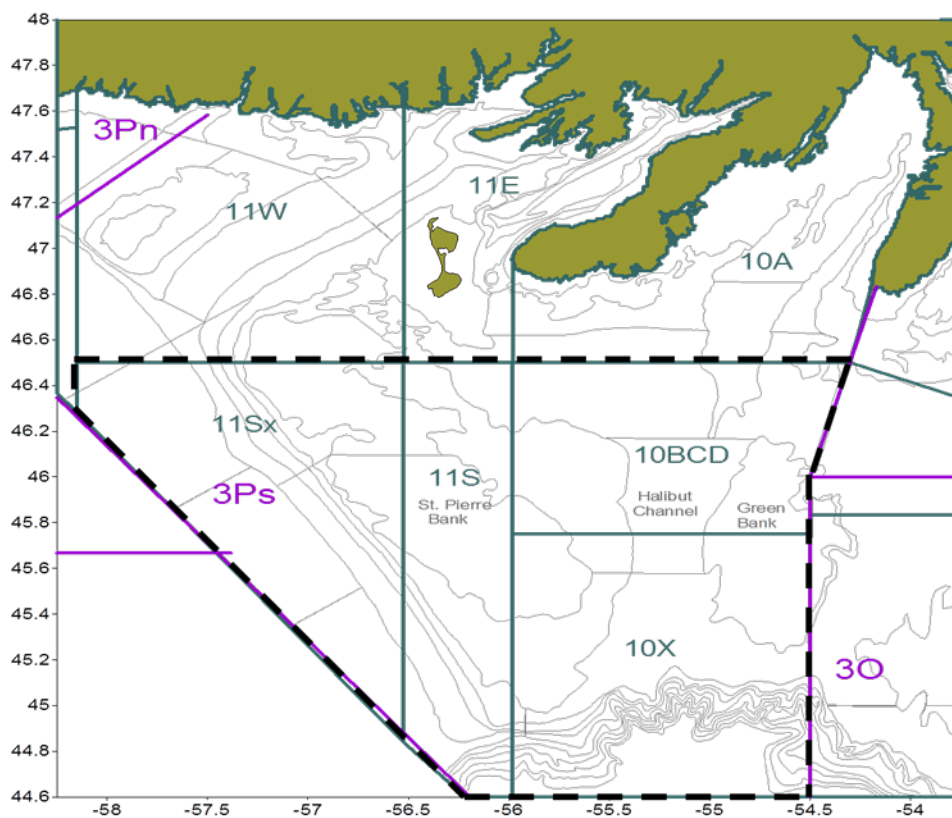 48
47.8
47.6
3Pn
47.4
11E
47.2
11W
47
10A
46.8
46.6
46.4
11Sx
46.2
10BCD
46
3Ps
11S
St. Pierre
Bank
Halibut
Channel
Green
Bank
45.8
45.6
45.4
10X
45.2
3O
45
44.8
44.6
-58 -57.5 -57 -56.5 -56 -55.5 -55 -54.5 -54